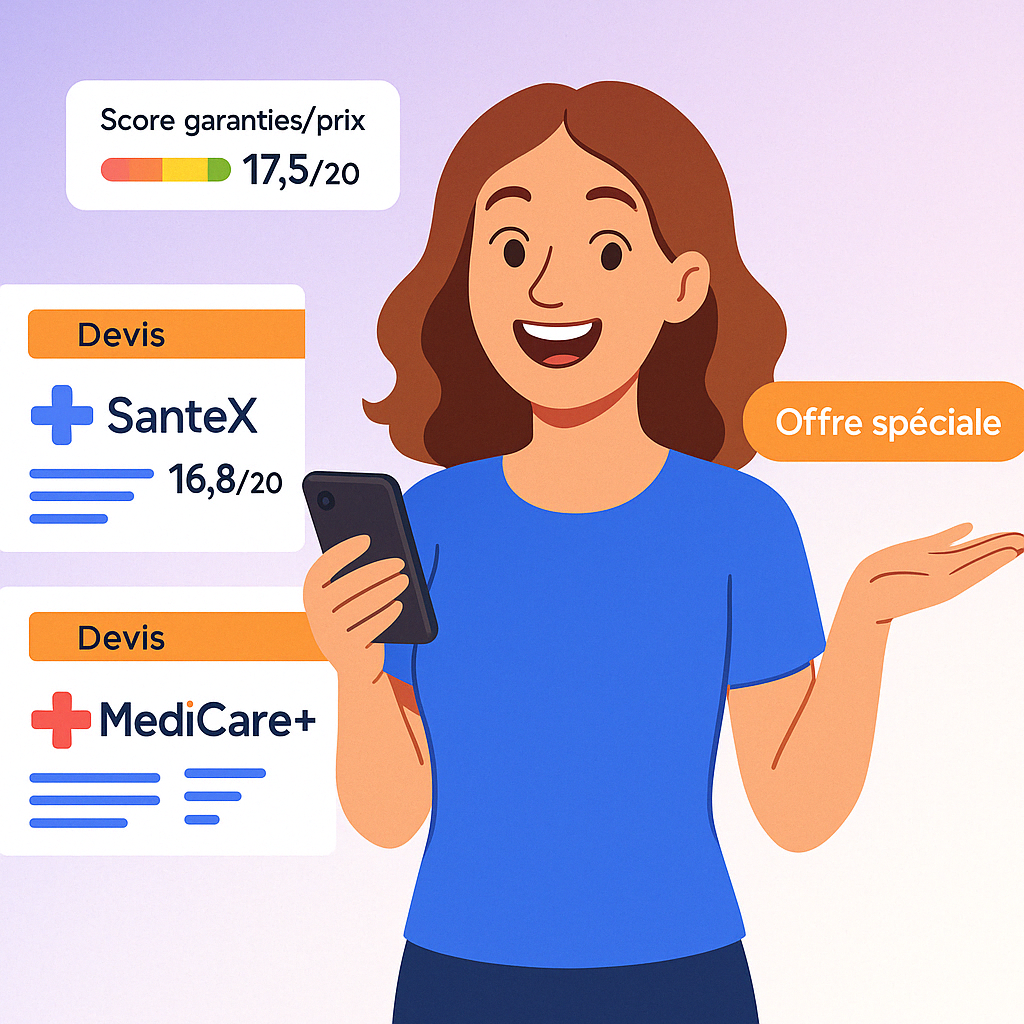 Score garanties/prix
17,5/20
Devis
SanteX
16,8/20
Offre spéciale
Devis
MediCare+